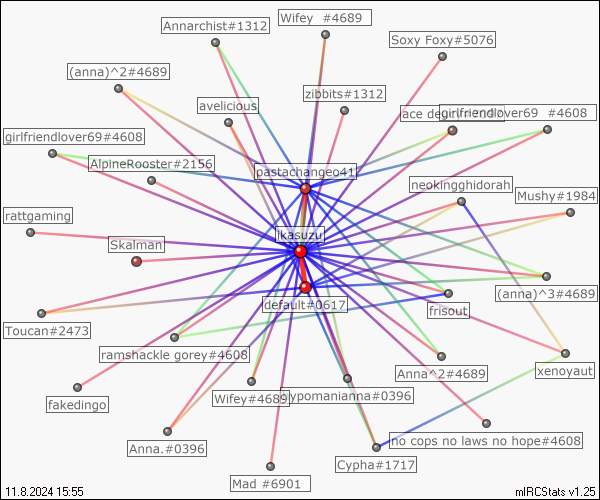 Annarchist#1312
Wifey #4689
Soxy Foxy#5076
(anna)^2#4689
zibbits#1312
avelicious
ace
girlfriendlover69 #4608
girlfriendlover69#4608
AlpineRooster#2156
pastachangeo41
neokingghidorah
Mushy#1984
rattgaming
ikasuzu
Skalman
(anna)^3#4689
default#0617
frisout
Toucan#2473
ramshackle gorey#4608
Anna^2#4689
xenoyaut
fakedingo
Wifey#4689
ypomanianna#0396
Anna.#0396
no cops no laws no hope#4608
Cypha#1717
Mad #6901
11.8.2024 15:55
mIRCStats v1.25